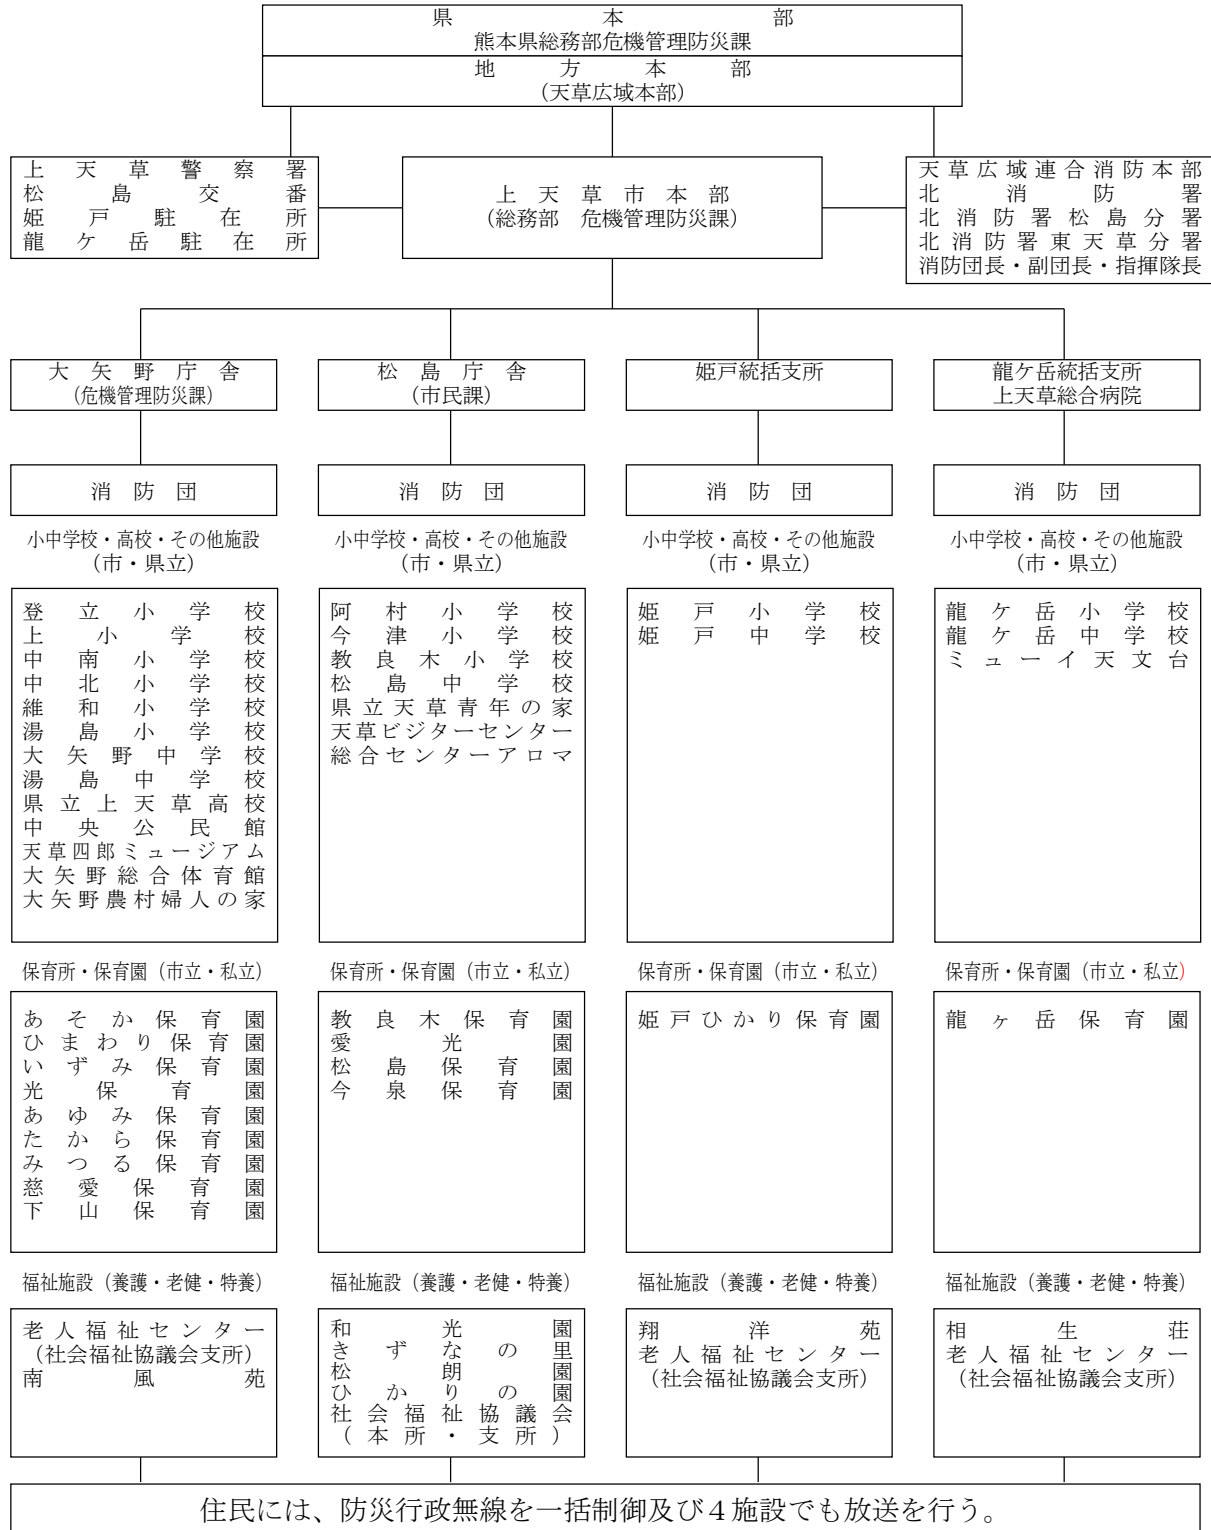 県本部
熊本県総務部危機管理防災課
地方本部
(天草広域本部)
上天草警察署
松島交番
姫戸駐在所
龍ケ岳駐在所
上天草市本部
(総務部 危機管理防災課)
天草広域連合消防本部
北消防署
北消防署松島分署
北消防署東天草分署
消防団長・副団長・指揮隊長
大矢野庁舎
(危機管理防災課)
松島庁舎
(市民課)
姫戸統括支所
龍ケ岳統括支所
上天草総合病院
消防団
消防団
消防団
消防団
小中学校・高校・その他施設
(市・県立)
小中学校・高校・その他施設
(市・県立)
小中学校・高校・その他施設
(市・県立)
小中学校・高校・その他施設
(市・県立)
登立小学校
上小学校
中南小学校
中北小学校
維和小学校
湯島小学校
大矢野中学校
湯島中学校
県立上天草高校
中央公民館
天草四郎ミュージアム
大矢野総合体育館
大矢野農村婦人の家
阿村小学校
今津小学校
教良木小学校
松島中学校
県立天草青年の家
天草ビジターセンター
総合センターアロマ
姫戸小学校
姫戸中学校
龍ケ岳小学校
龍ケ岳中学校
ミューイ天文台
保育所・保育園(市立・私立)
保育所・保育園(市立・私立)
保育所・保育園(市立・私立)
保育所・保育園(市立・私立)
あそか保育園
ひまわり保育園
いずみ保育園
光保育園
あゆみ保育園
たから保育園
みつる保育園
慈愛保育園
下山保育園
教良木保育園
愛光園
松島保育園
今泉保育園
姫戸ひかり保育園
龍ヶ岳保育園
福祉施設(養護・老健・特養)
福祉施設(養護・老健・特養)
福祉施設(養護・老健・特養)
福祉施設(養護・老健・特養)
老人福祉センター
(社会福祉協議会支所)
南風苑
和光園
きずなの里
松朗園
ひかりの園
社会福祉協議会
(本所・支所)
翔洋苑
老人福祉センター
(社会福祉協議会支所)
相生荘
老人福祉センター
(社会福祉協議会支所)
住民には、防災行政無線を一括制御及び4施設でも放送を行う。